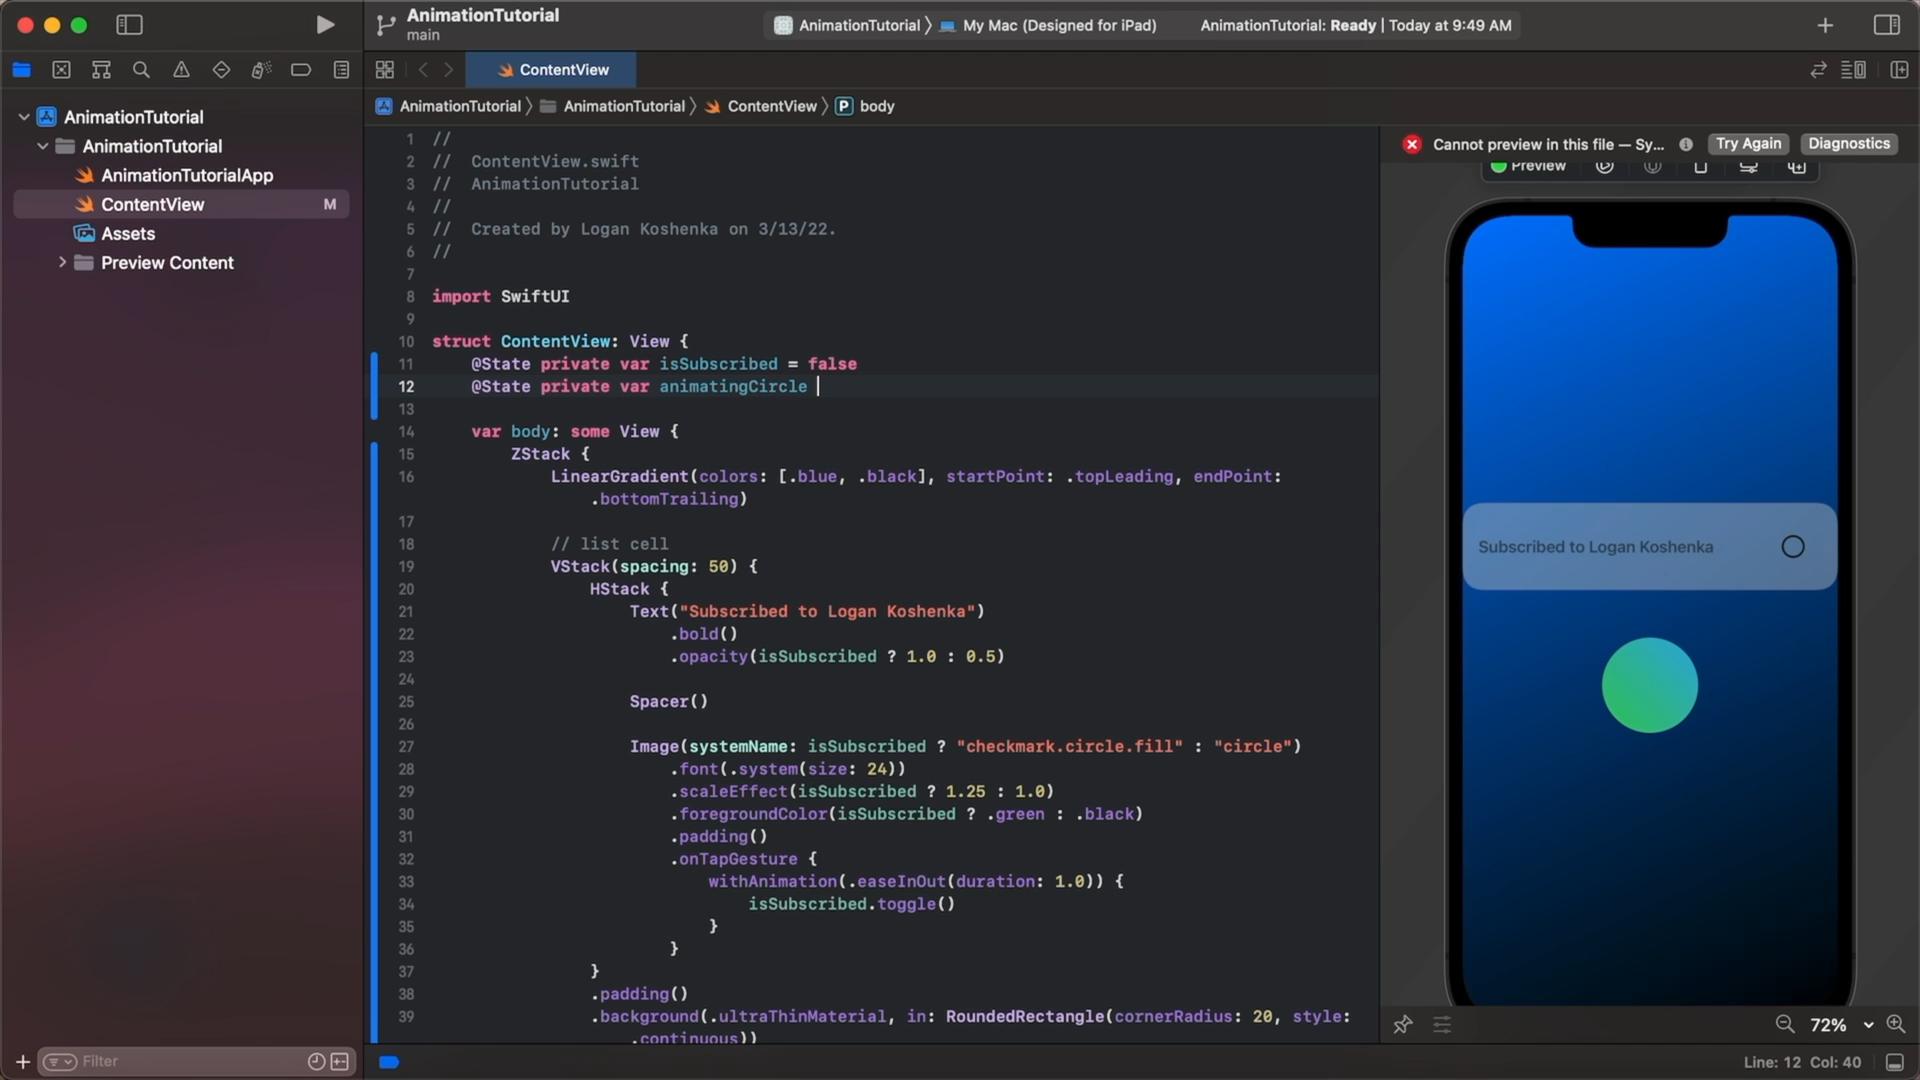 AnimationTutorial
main
AnimationTutorial 〉 My Mac (Designed for iPad)
AnimationTutorial: Ready | Today at 9:49 AM
ContentView
AnimationTutorial 〉 AnimationTutorial 〉 ContentView 〉 P body
AnimationTutorial
AnimationTutorial
AnimationTutorialApp
ContentView M
Assets
Preview Content
1 //
2 // ContentView.swift
3 // AnimationTutorial
4 //
5 // Created by Logan Koshenka on 3/13/22.
6 //
7
8 import SwiftUI
9
10 struct ContentView: View {
11 @State private var isSubscribed = false
12 @State private var animatingCircle
13
14 var body: some View {
15 ZStack {
16 LinearGradient(colors: [.blue, .black], startPoint: .topLeading, endPoint:
.bottomTrailing)
17
18 // list cell
19 VStack(spacing: 50) {
20 HStack {
21 Text("Subscribed to Logan Koshenka")
22 .bold()
23 .opacity(isSubscribed ? 1.0 : 0.5)
24
25 Spacer()
26
27 Image(systemName: isSubscribed ? "checkmark.circle.fill" : "circle")
28 .font(.system(size: 24))
29 .scaleEffect(isSubscribed ? 1.25 : 1.0)
30 .foregroundColor(isSubscribed ? .green : .black)
31 .padding()
32 .onTapGesture {
33 withAnimation(.easeInOut(duration: 1.0)) {
34 isSubscribed.toggle()
35 }
36 }
37 }
38 .padding()
39 .background(.ultraThinMaterial, in: RoundedRectangle(cornerRadius: 20, style:
.continuous))
Cannot preview in this file — Sy... Try Again Diagnostics
Preview
Subscribed to Logan Koshenka
72%
Filter
Line: 12 Col: 40